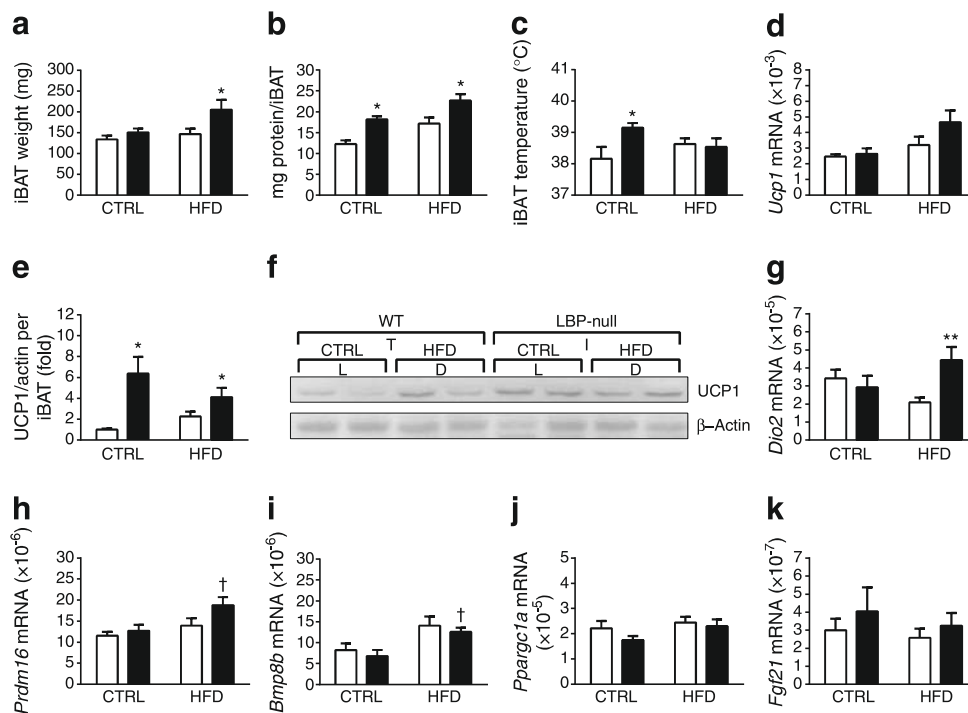 a
iBAT weight (mg)
300
250
200
150
100
50
0
*
CTRL HFD
b
mg protein/iBAT
30
25
20
15
10
5
0
* *
CTRL HFD
c
iBAT temperature (°C)
41
40
39
38
37
*
CTRL HFD
d
Ucp1 mRNA (×10⁻³)
8
7
6
5
4
3
2
1
0
CTRL HFD
e
UCP1/actin per
iBAT (fold)
12
10
8
6
4
2
0
* *
CTRL HFD
f
WT LBP-null
T I
CTRL HFD CTRL HFD
L D L D
UCP1
β–Actin
g
Dio2 mRNA (×10⁻⁵)
7
6
5
4
3
2
1
0
**
CTRL HFD
h
Prdm16 mRNA (×10⁻⁶)
30
25
20
15
10
5
0
†
CTRL HFD
i
Bmp8b mRNA (×10⁻⁶)
30
25
20
15
10
5
0
†
CTRL HFD
j
Ppargc1a mRNA
(×10⁻⁵)
5
4
3
2
1
0
CTRL HFD
k
Fgf21 mRNA (×10⁻⁷)
7
6
5
4
3
2
1
0
CTRL HFD